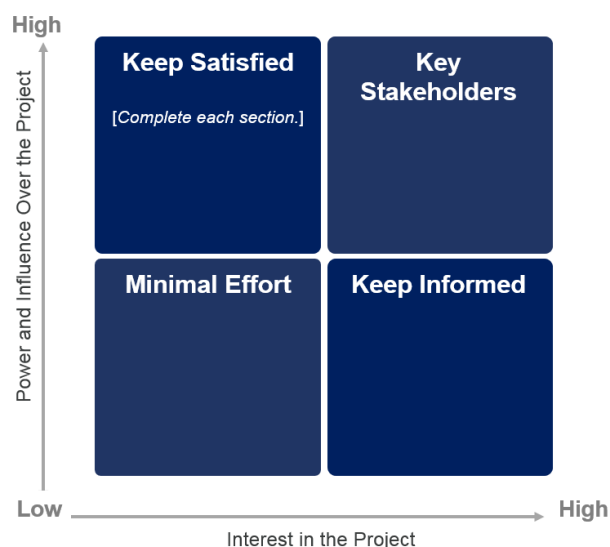 High
Power and Influence Over the Project
Keep Satisfied
[Complete each section.]
Key
Stakeholders
Minimal Effort
Keep Informed
Low
High
Interest in the Project